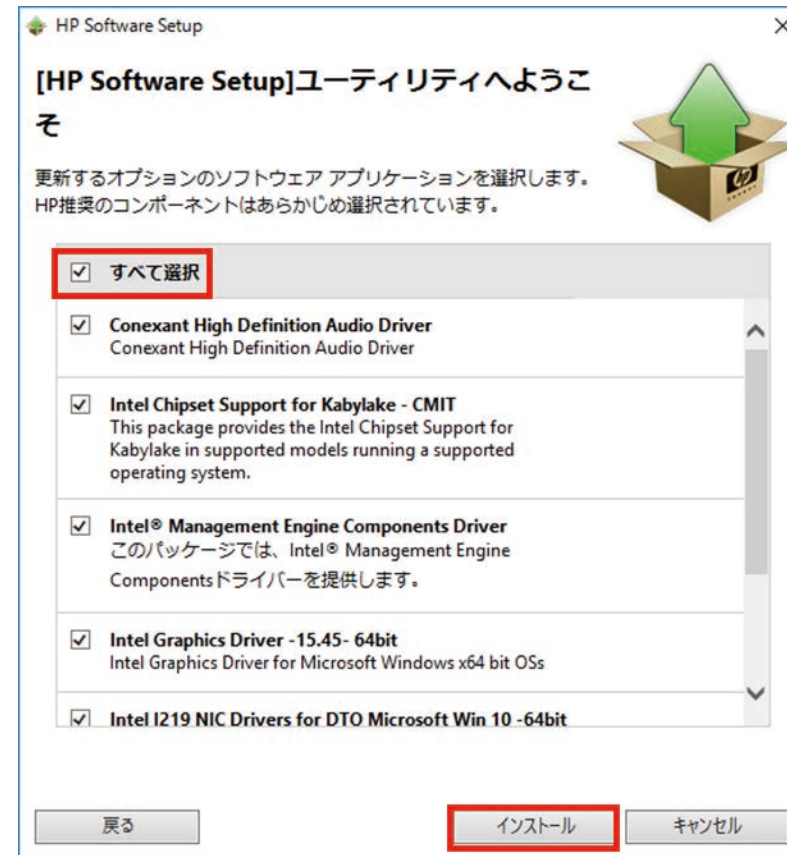 HP Software Setup
[HP Software Setup]ユーティリティへようこ
そ
更新するオプションのソフトウェア アプリケーションを選択します。
HP推奨のコンポーネントはあらかじめ選択されています。
すべて選択
Conexant High Definition Audio Driver
Conexant High Definition Audio Driver
Intel Chipset Support for Kabylake - CMIT
This package provides the Intel Chipset Support for
Kabylake in supported models running a supported
operating system.
Intel® Management Engine Components Driver
このパッケージでは、Intel® Management Engine
Componentsドライバーを提供します。
Intel Graphics Driver -15.45- 64bit
Intel Graphics Driver for Microsoft Windows x64 bit OSs
Intel I219 NIC Drivers for DTO Microsoft Win 10 -64bit
戻る
インストール
キャンセル